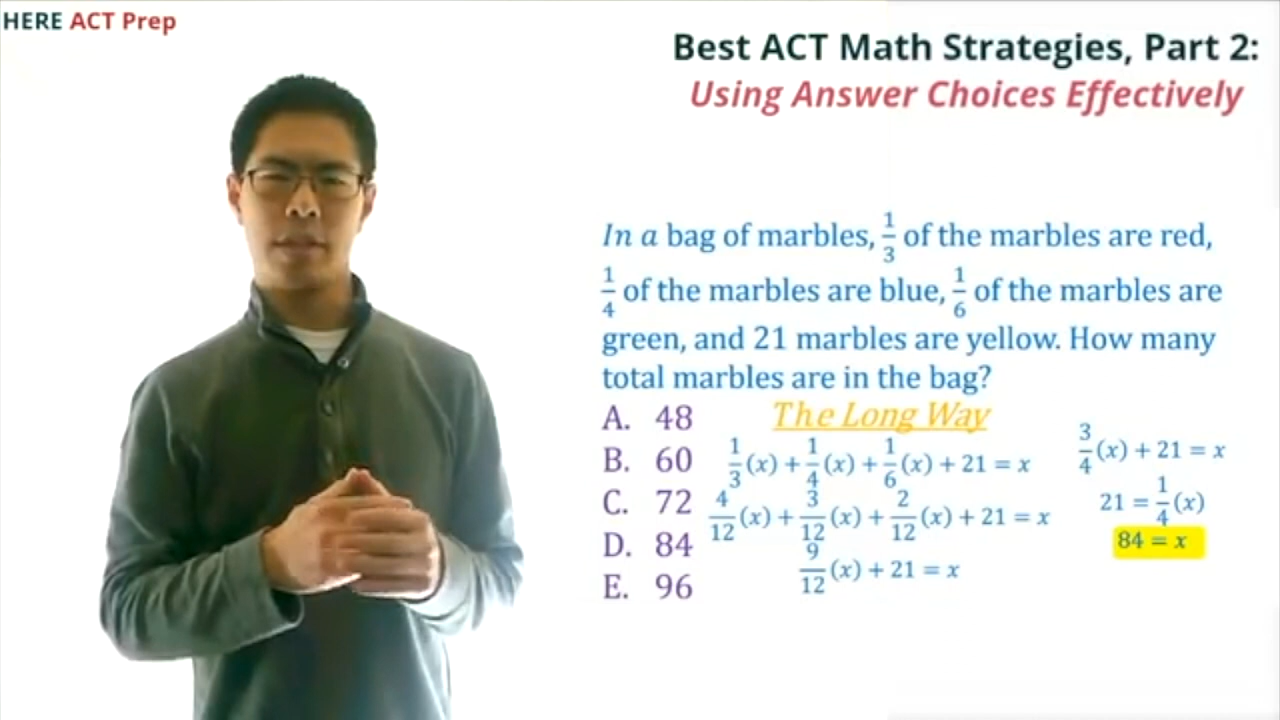 HERE ACT Prep
Best ACT Math Strategies, Part 2:
Using Answer Choices Effectively
In a bag of marbles, 1/3 of the marbles are red,
1/4 of the marbles are blue, 1/6 of the marbles are
green, and 21 marbles are yellow. How many
total marbles are in the bag?
A. 48
B. 60
C. 72
D. 84
E. 96
The Long Way
1/3(x) + 1/4(x) + 1/6(x) + 21 = x
4/12(x) + 3/12(x) + 2/12(x) + 21 = x
9/12(x) + 21 = x
3/4(x) + 21 = x
21 = 1/4(x)
84 = x